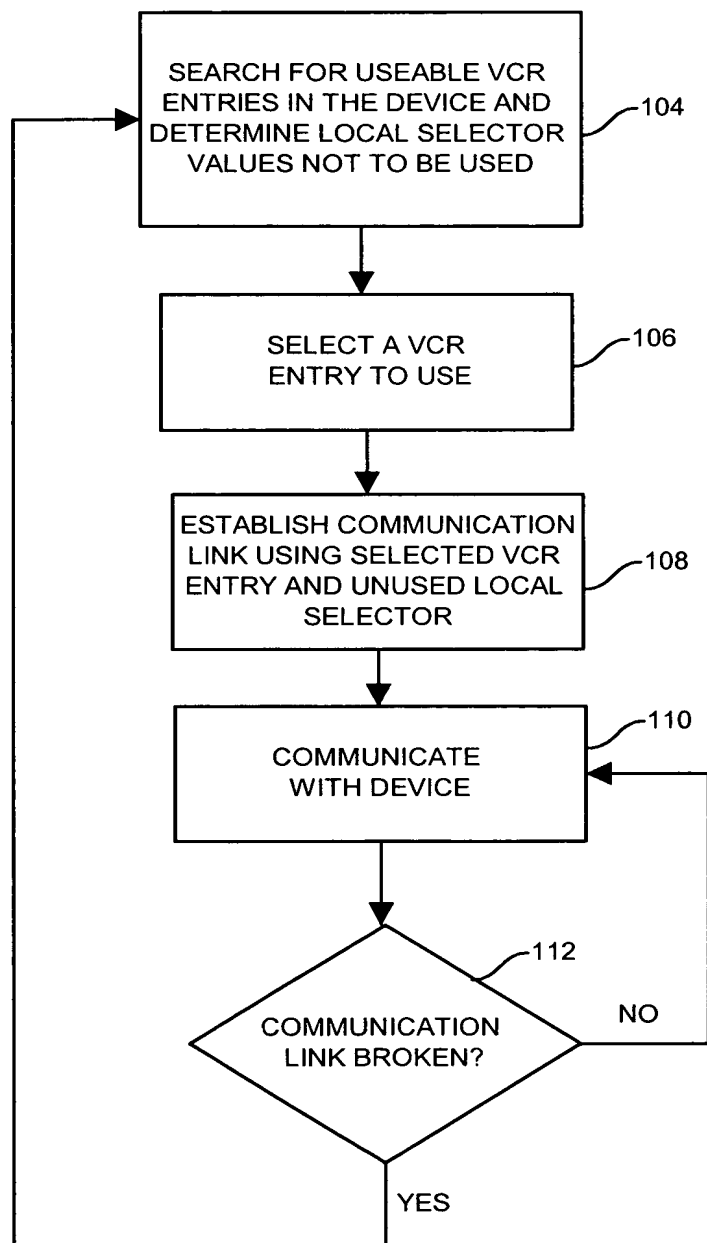 SEARCH FOR USEABLE VCR
ENTRIES IN THE DEVICE AND
DETERMINE LOCAL SELECTOR
VALUES NOT TO BE USED
104
SELECT A VCR
ENTRY TO USE
106
ESTABLISH COMMUNICATION
LINK USING SELECTED VCR
ENTRY AND UNUSED LOCAL
SELECTOR
108
COMMUNICATE
WITH DEVICE
110
COMMUNICATION
LINK BROKEN?
112
NO
YES